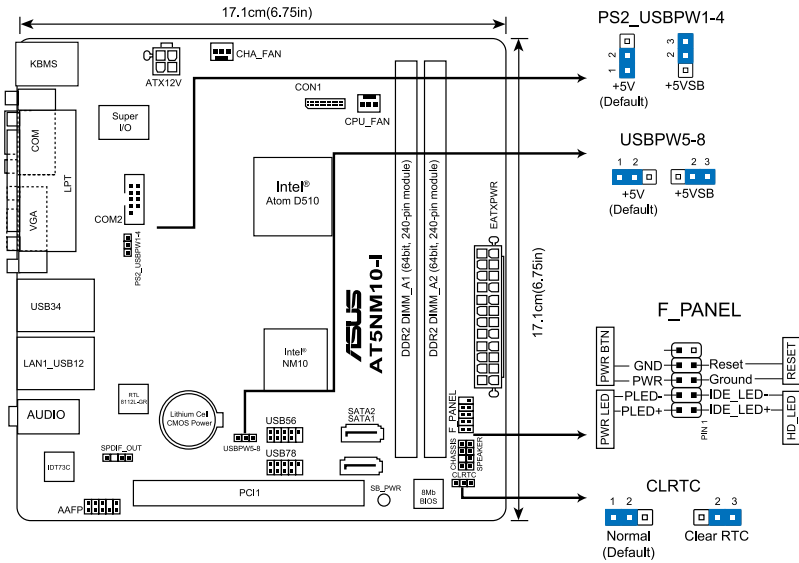 17.1cm(6.75in)
PS2_USBPW1-4
2
1
+5V
(Default)
3
2
+5VSB
USBPW5-8
1 2
+5V
(Default)
2 3
+5VSB
KBMS
ATX12V
CHA_FAN
CON1
CPU_FAN
Super
I/O
COM
LPT
VGA
COM2
PS2_USBPW1-4
Intel®
Atom D510
DDR2 DIMM_A1 (64bit, 240-pin module)
DDR2 DIMM_A2 (64bit, 240-pin module)
EATXPWR
17.1cm(6.75in)
ASUS
AT5NM10-I
USB34
LAN1_USB12
Intel®
NM10
RTL
8112L-GR
AUDIO
Lithium Cell
CMOS Power
USBPW5-8
USB56
USB78
SATA2
SATA1
F_PANEL
CHASSIS
SPEAKER
CLRTC
SPDIF_OUT
IDT73C
AAFP
PCI1
SB_PWR
8Mb
BIOS
F_PANEL
PWR BTN
GND
PWR
Reset
Ground
RESET
PWR LED
PLED-
PLED+
IDE_LED-
IDE_LED+
HD_LED
PIN 1
CLRTC
1 2
Normal
(Default)
2 3
Clear RTC